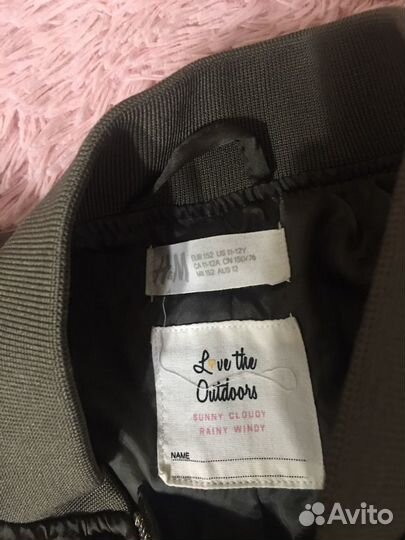 H&M
EUR 152 US 11-12Y
CA 11-12A CN 150/76
MX 152 AUS 12
Love the
Outdoors
SUNNY CLOUDY
RAINY WINDY
NAME
Avito